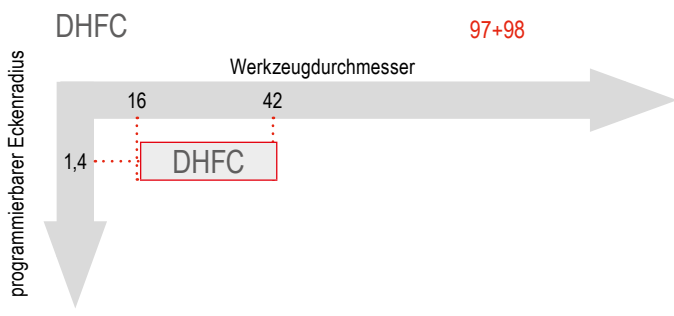 DHFC
97+98
Werkzeugdurchmesser
programmierbarer Eckenradius
16
42
1,4
DHFC